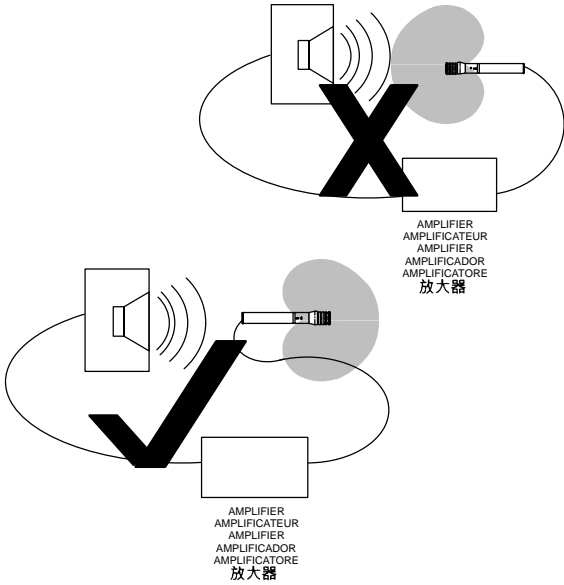 AMPLIFIER
AMPLIFICATEUR
AMPLIFIER
AMPLIFICADOR
AMPLIFICATORE
放大器
AMPLIFIER
AMPLIFICATEUR
AMPLIFIER
AMPLIFICADOR
AMPLIFICATORE
放大器